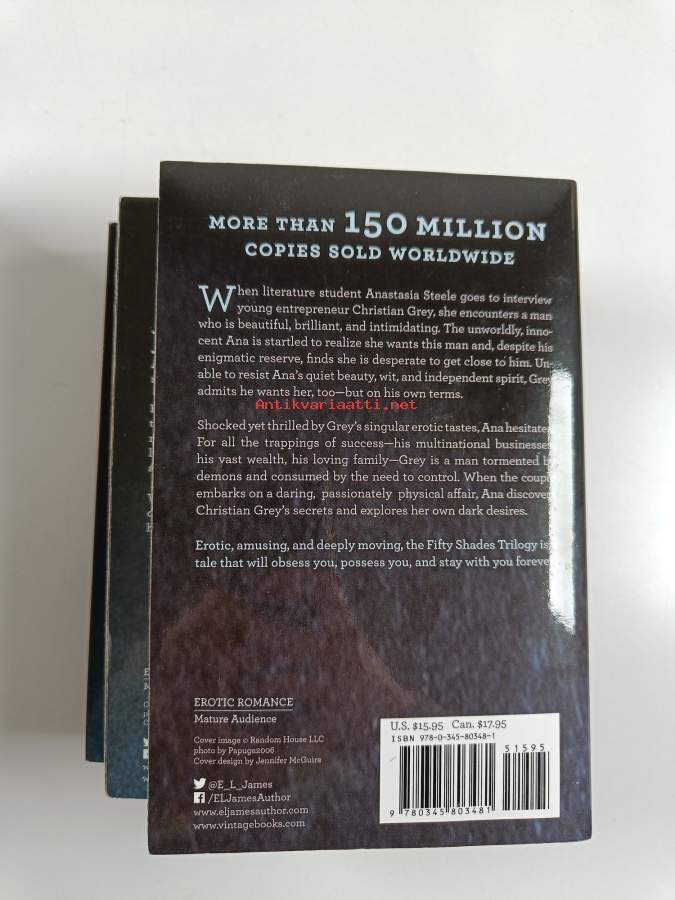 MORE THAN 150 MILLION
COPIES SOLD WORLDWIDE
When literature student Anastasia Steele goes to interview
young entrepreneur Christian Grey, she encounters a man
who is beautiful, brilliant, and intimidating. The unworldly, inno-
cent Ana is startled to realize she wants this man and, despite his
enigmatic reserve, finds she is desperate to get close to him. Un-
able to resist Ana's quiet beauty, wit, and independent spirit, Grey
admits he wants her, too—but on his own terms.
Antikvariaatti.net
Shocked yet thrilled by Grey's singular erotic tastes, Ana hesitates
For all the trappings of success—his multinational businesses
his vast wealth, his loving family—Grey is a man tormented b
demons and consumed by the need to control. When the coupl
embarks on a daring, passionately physical affair, Ana discover
Christian Grey's secrets and explores her own dark desires.
Erotic, amusing, and deeply moving, the Fifty Shades Trilogy is
tale that will obsess you, possess you, and stay with you forever
EROTIC ROMANCE
Mature Audience
Cover image © Random House LLC
photo by Papuga2006
Cover design by Jennifer McGuire
@E_L_James
/ELJamesAuthor
www.eljamesauthor.com
www.vintagebooks.com
U.S. $15.95 Can. $17.95
ISBN 978-0-345-80348-1
51595
9 780345 803481